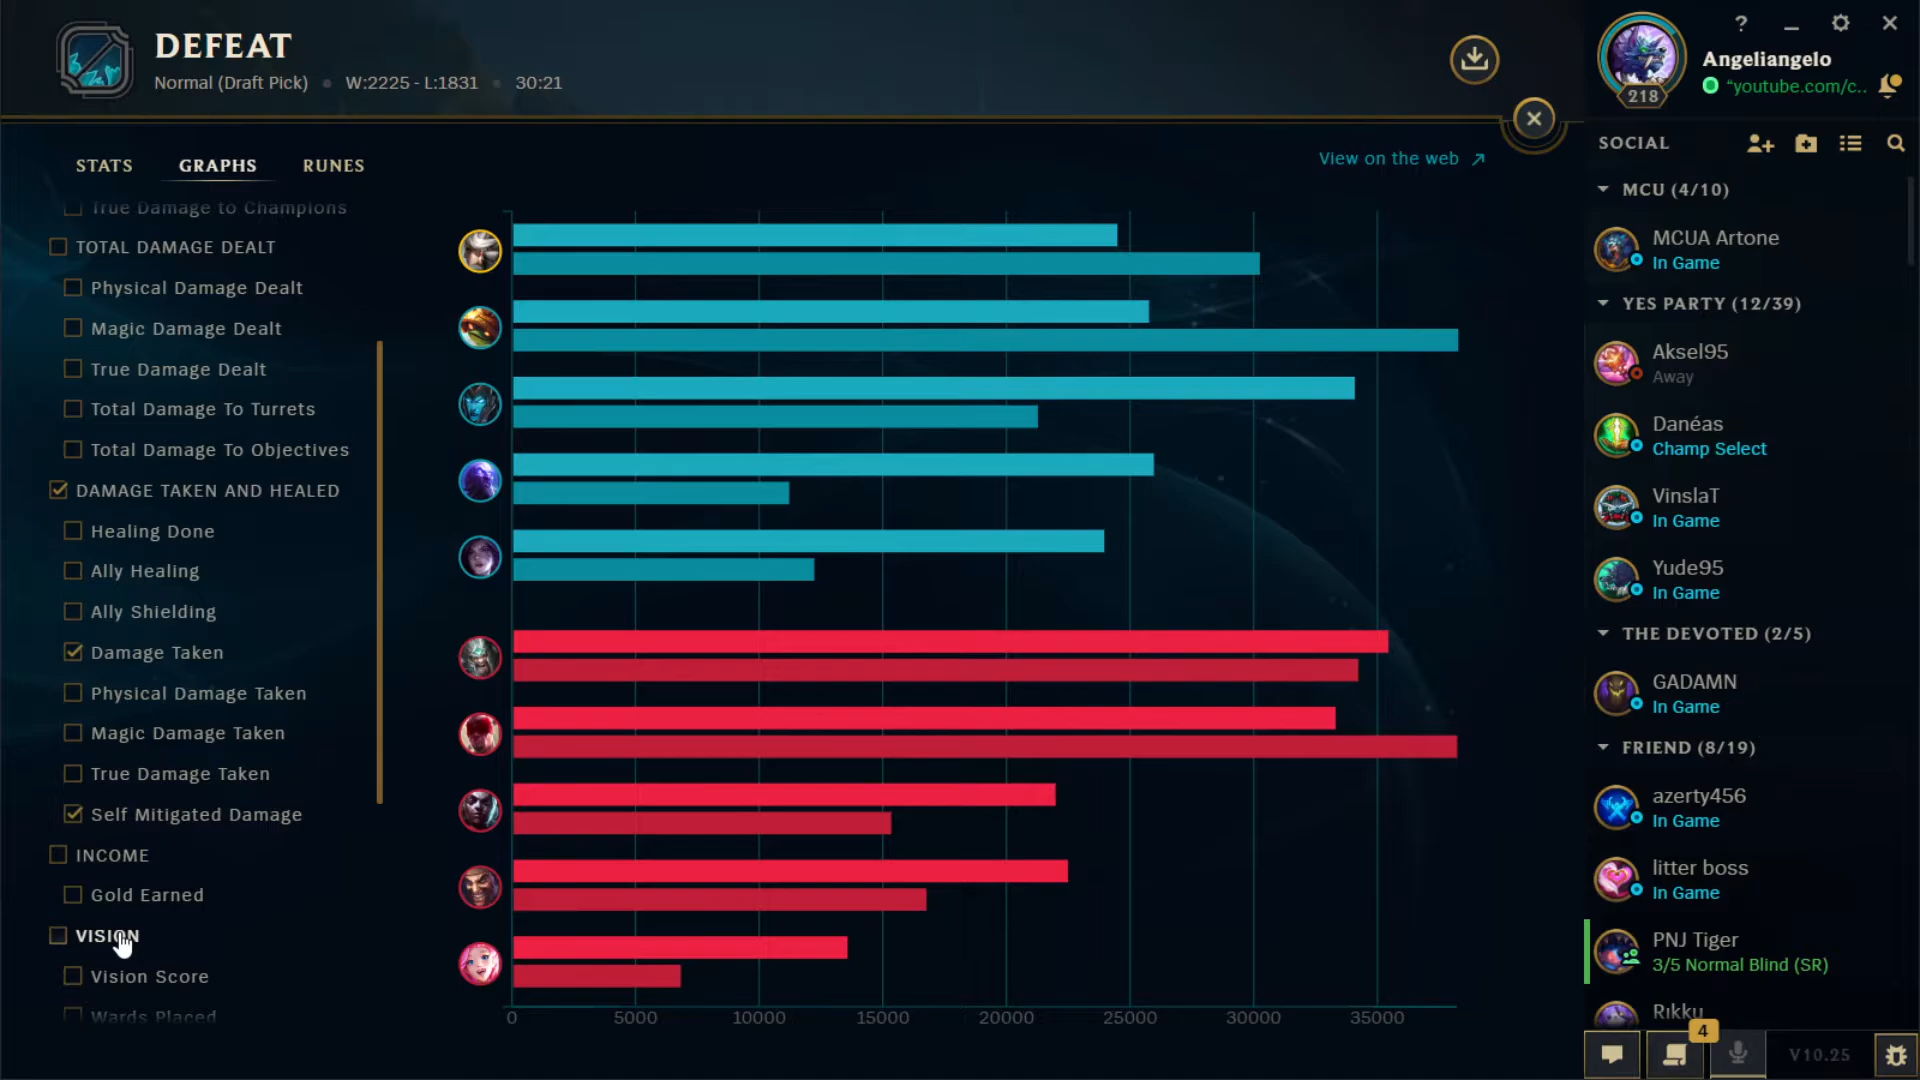 DEFEAT
Normal (Draft Pick) • W:2225 - L:1831 • 30:21
STATS GRAPHS RUNES
View on the web
True Damage to Champions
TOTAL DAMAGE DEALT
Physical Damage Dealt
Magic Damage Dealt
True Damage Dealt
Total Damage To Turrets
Total Damage To Objectives
DAMAGE TAKEN AND HEALED
Healing Done
Ally Healing
Ally Shielding
Damage Taken
Physical Damage Taken
Magic Damage Taken
True Damage Taken
Self Mitigated Damage
INCOME
Gold Earned
VISION
Vision Score
Wards Placed
0 5000 10000 15000 20000 25000 30000 35000
?
Angeliangelo
218
“youtube.com/c..
SOCIAL
MCU (4/10)
MCUA Artone
In Game
YES PARTY (12/39)
Aksel95
Away
Danéas
Champ Select
VinslaT
In Game
Yude95
In Game
THE DEVOTED (2/5)
GADAMN
In Game
FRIEND (8/19)
azerty456
In Game
litter boss
In Game
PNJ Tiger
3/5 Normal Blind (SR)
Rikku
4
V10.25